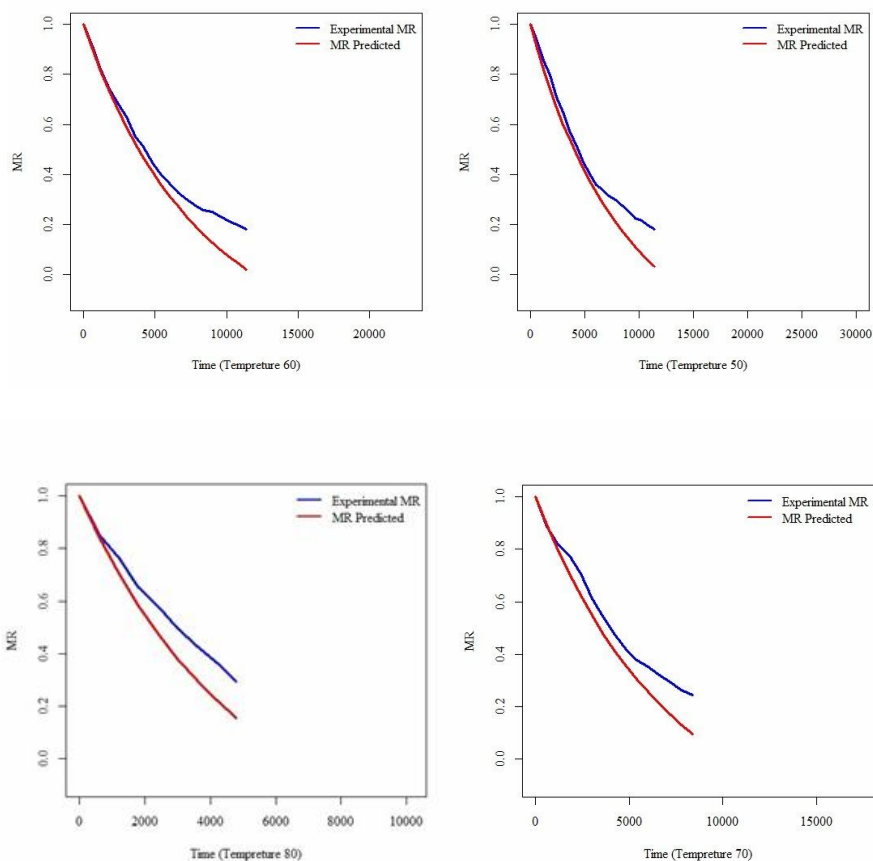 Experimental MR
MR Predicted
MR
1.0
0.8
0.6
0.4
0.2
0.0
0 5000 10000 15000 20000
Time (Tempreture 60)
Experimental MR
MR Predicted
MR
1.0
0.8
0.6
0.4
0.2
0.0
0 5000 10000 15000 20000 25000 30000
Time (Tempreture 50)
Experimental MR
MR Predicted
MR
1.0
0.8
0.6
0.4
0.2
0.0
0 2000 4000 6000 8000 10000
Time (Tempreture 80)
Experimental MR
MR Predicted
MR
1.0
0.8
0.6
0.4
0.2
0.0
0 5000 10000 15000
Time (Tempreture 70)